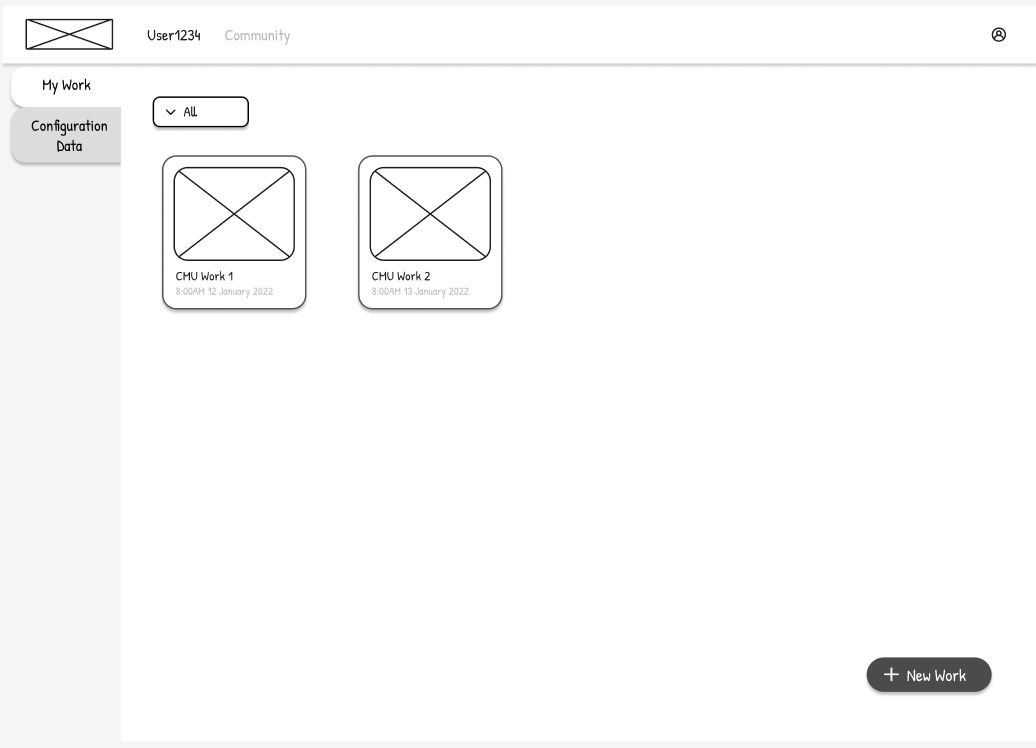 User1234 Community
My Work
Configuration
Data
All
CMU Work 1
8:00AM 12 January 2022
CMU Work 2
8:00AM 13 January 2022
New Work